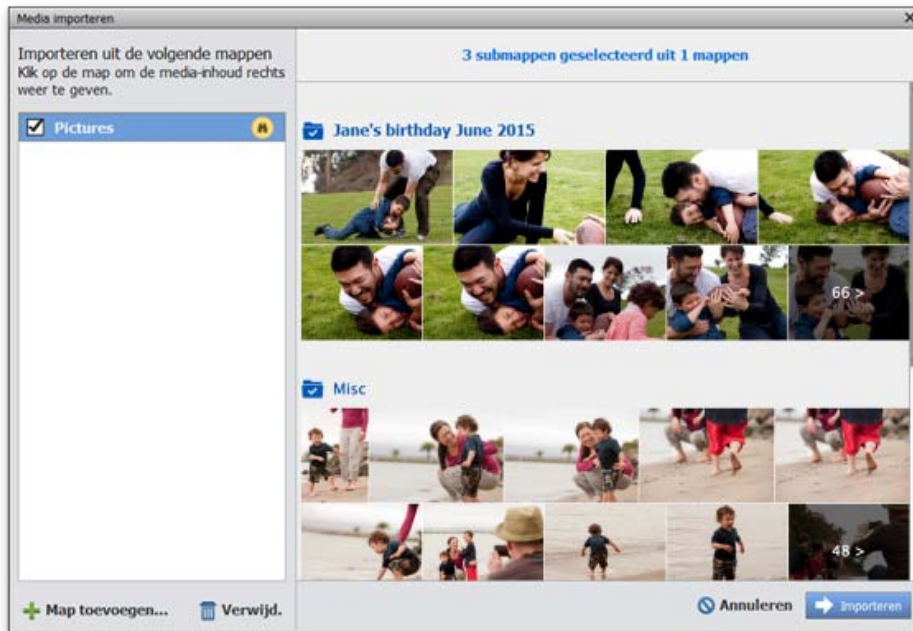 Media importeren
Importeren uit de volgende mappen
Klik op de map om de media-inhoud rechts
weer te geven.
Pictures
3 submappen geselecteerd uit 1 mappen
Jane's birthday June 2015
66 >
Misc
48 >
Map toevoegen...
Verwijd.
Annuleren
Importeren